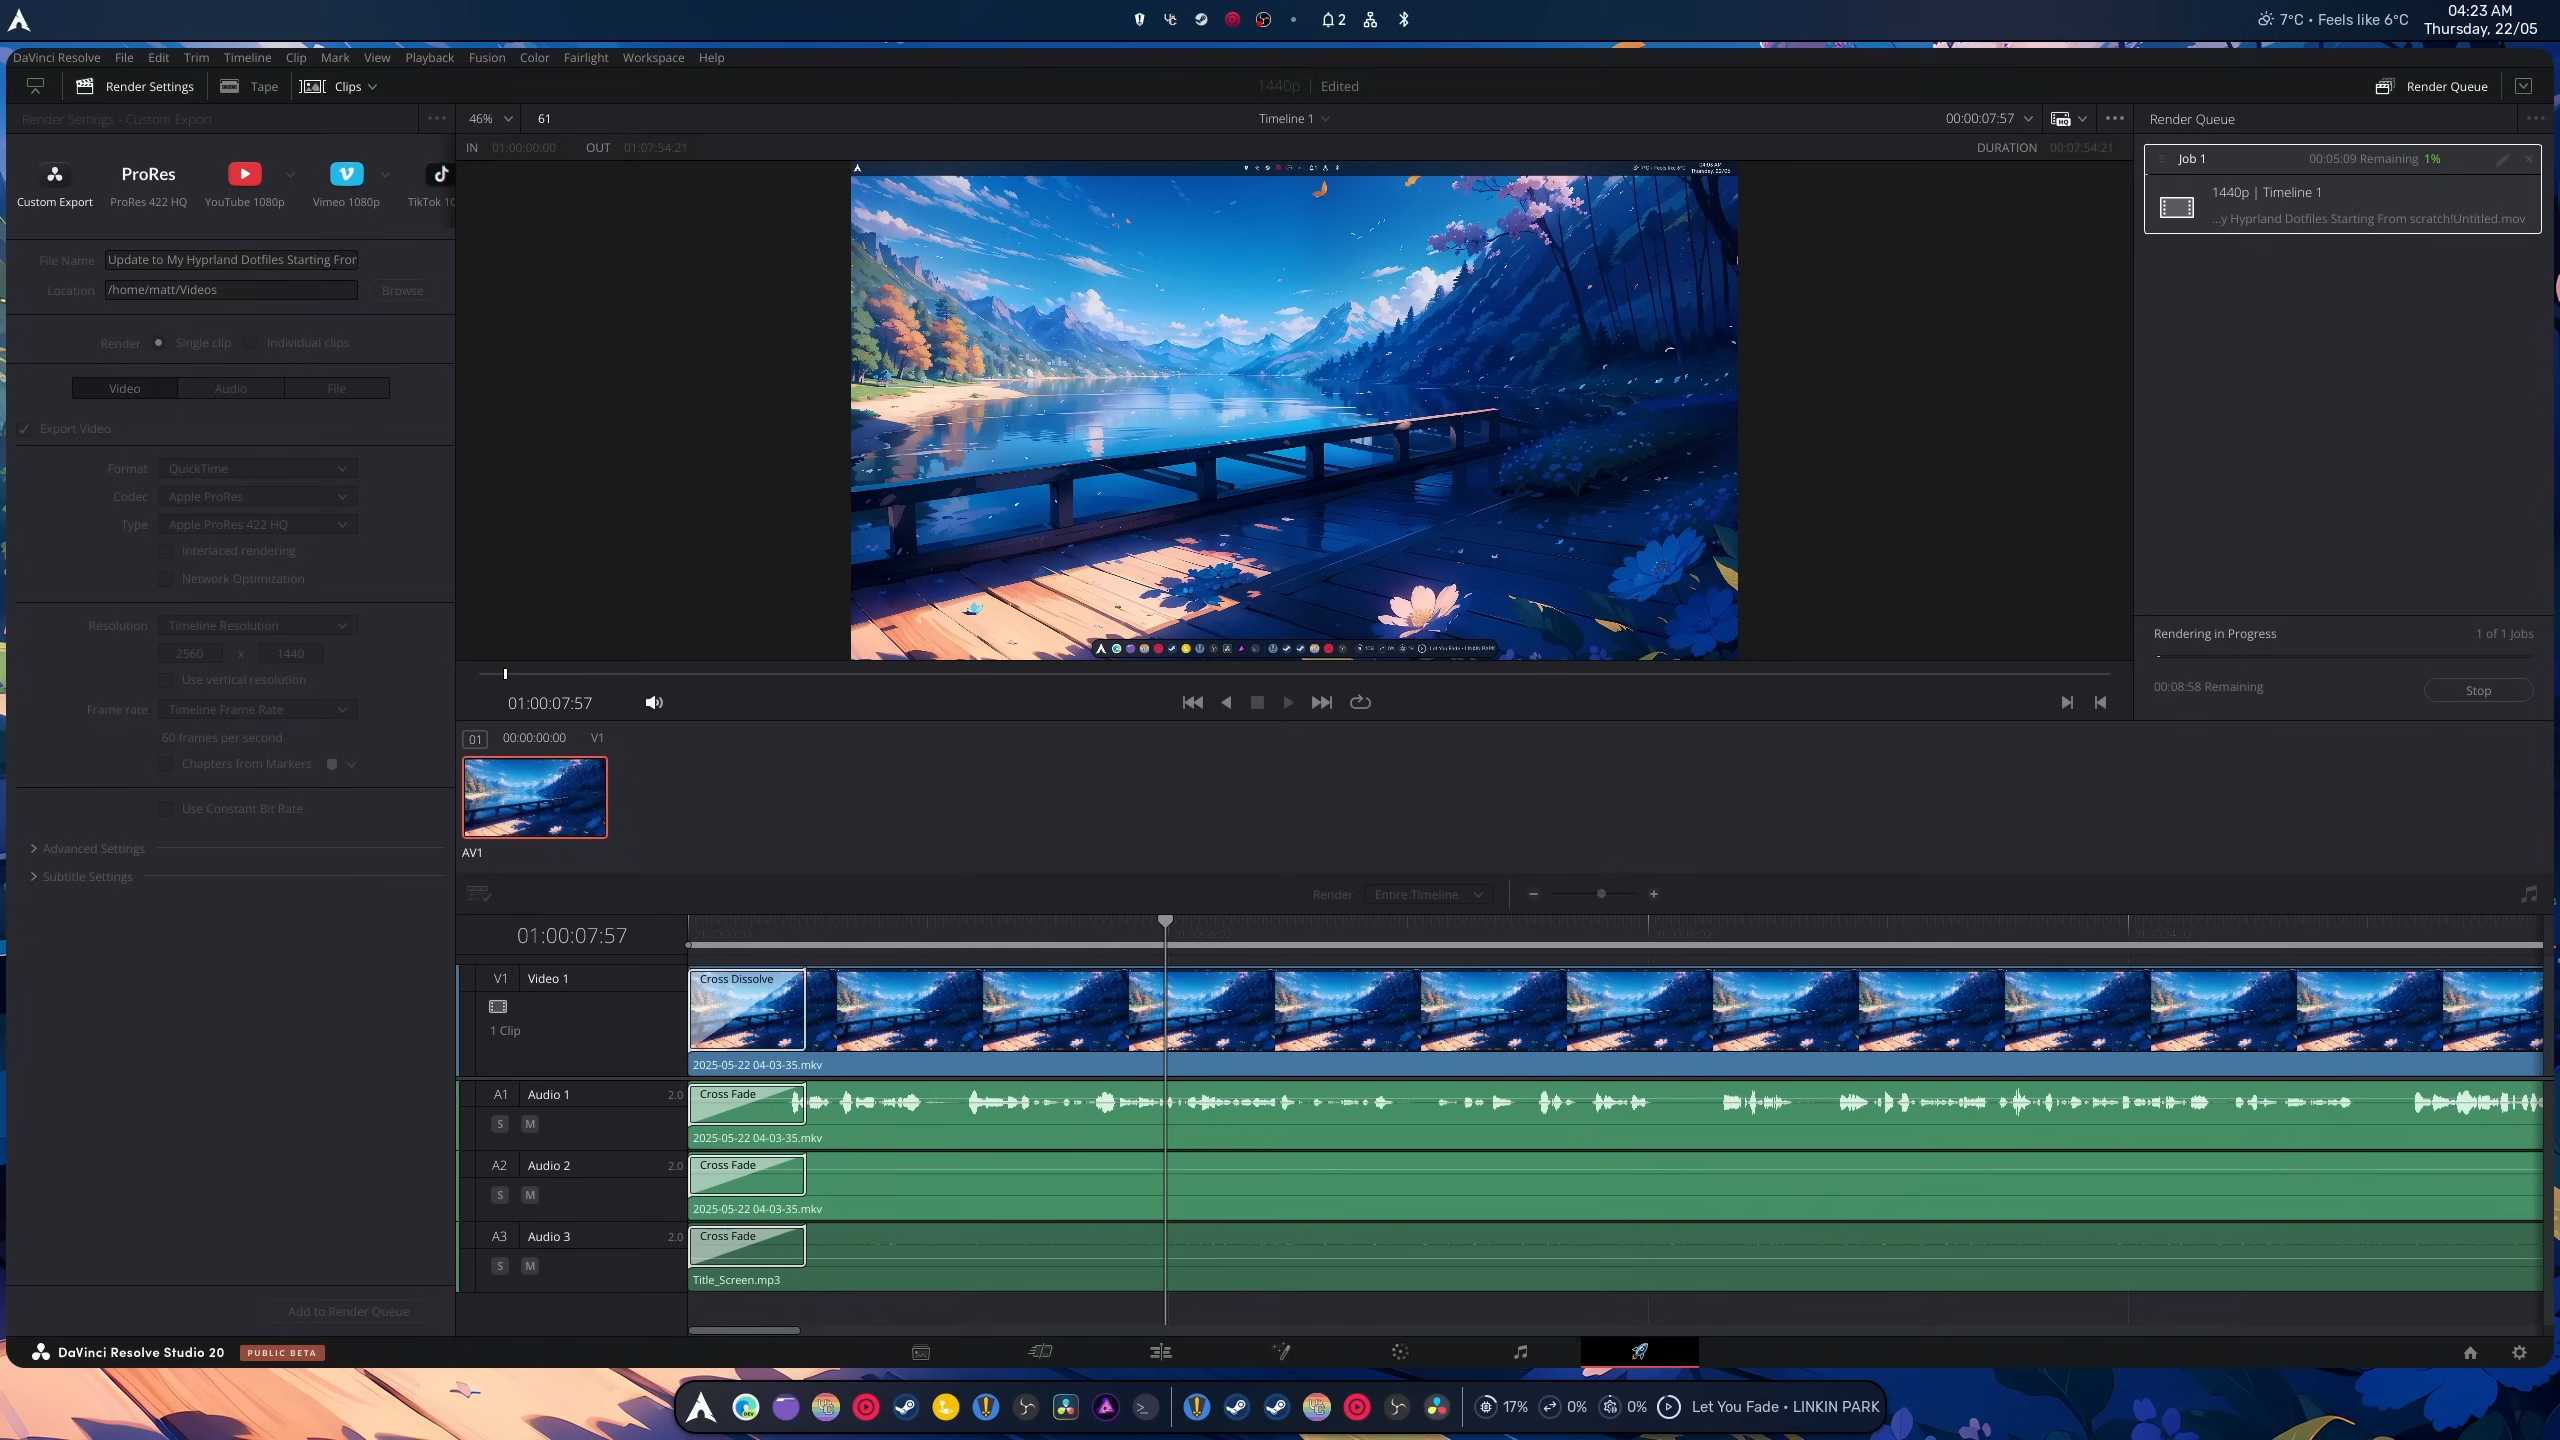 2
7°C • Feels like 6°C
04:23 AM
Thursday, 22/05
DaVinci Resolve File Edit Trim Timeline Clip Mark View Playback Fusion Color Fairlight Workspace Help
Render Settings Tape Clips
1440p Edited
Render Queue
Render Settings - Custom Export
46% 61
Timeline 1
00:00:07:57
Render Queue
IN 01:00:00:00 OUT 01:07:54:21
DURATION 00:07:54:21
ProRes
Custom Export ProRes 422 HQ YouTube 1080p Vimeo 1080p TikTok 10
Job 1 00:05:09 Remaining 1%
1440p | Timeline 1
...y Hyprland Dotfiles Starting From scratch!Untitled.mov
File Name Update to My Hyprland Dotfiles Starting Fror
Location /home/matt/Videos Browse
Render Single clip Individual clips
Video Audio File
Export Video
Format QuickTime
Codec Apple ProRes
Type Apple ProRes 422 HQ
Interlaced rendering
Network Optimization
Resolution Timeline Resolution
2560 x 1440
Use vertical resolution
Frame rate Timeline Frame Rate
60 frames per second
Chapters from Markers
Use Constant Bit Rate
Advanced Settings
Subtitle Settings
Add to Render Queue
Thursday, 22/05
Let You Fade • LINKIN PARK
Rendering in Progress 1 of 1 Jobs
00:08:58 Remaining Stop
01:00:07:57
01 00:00:00:00 V1
AV1
Render Entire Timeline
01:00:07:57
V1 Video 1
1 Clip
Cross Dissolve
2025-05-22 04-03-35.mkv
A1 Audio 1 2.0
S M
Cross Fade
2025-05-22 04-03-35.mkv
A2 Audio 2 2.0
S M
Cross Fade
2025-05-22 04-03-35.mkv
A3 Audio 3 2.0
S M
Cross Fade
Title_Screen.mp3
DaVinci Resolve Studio 20 PUBLIC BETA
17% 0% 0% Let You Fade • LINKIN PARK